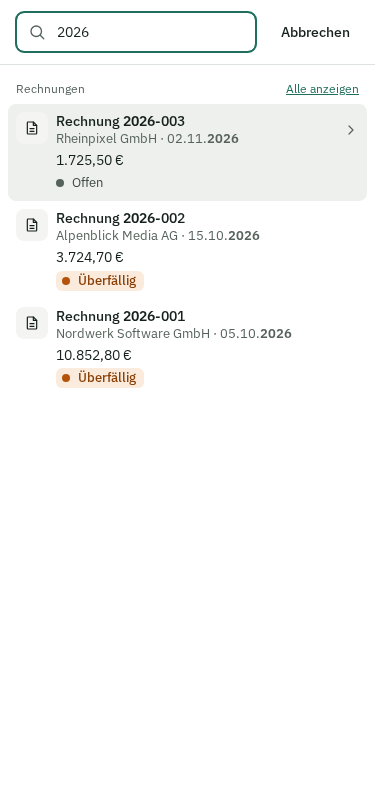 2026
Abbrechen
Rechnungen
Alle anzeigen
Rechnung 2026-003
Rheinpixel GmbH · 02.11.2026
1.725,50 €
Offen
Rechnung 2026-002
Alpenblick Media AG · 15.10.2026
3.724,70 €
Überfällig
Rechnung 2026-001
Nordwerk Software GmbH · 05.10.2026
10.852,80 €
Überfällig